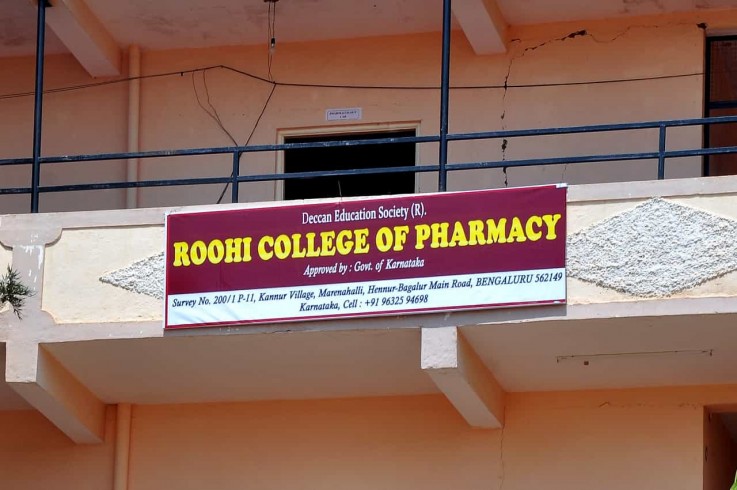 Deccan Education Society (R).
ROOHI COLLEGE OF PHARMACY
Approved by : Govt. of Karnataka
Survey No. 200/1 P-11, Kannur Village, Marenahalli, Hennur-Bagalur Main Road, BENGALURU 562149
Karnataka, Cell : +91 96325 94698